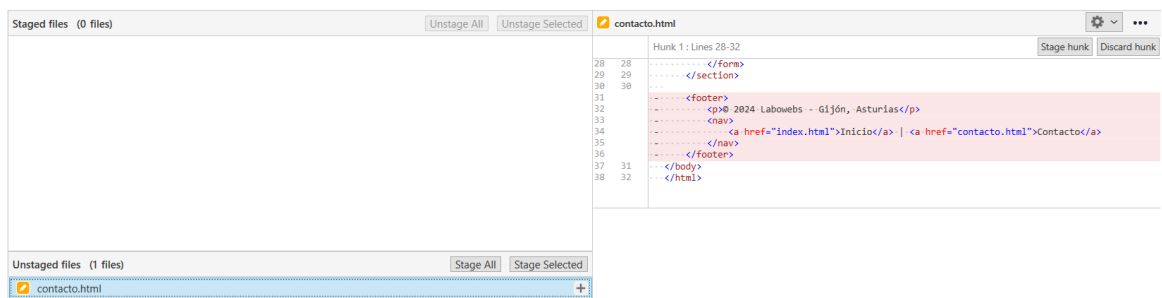 Staged files (0 files) Unstage All Unstage Selected
contacto.html
Hunk 1 : Lines 28-32 Stage hunk Discard hunk
28 28 </form>
29 29 </section>
30 30
31 - <footer>
32 - <p>© 2024 Labowebs - Gijón, Asturias</p>
33 - <nav>
34 - <a href="index.html">Inicio</a> | <a href="contacto.html">Contacto</a>
35 - </nav>
36 - </footer>
37 31 </body>
38 32 </html>
Unstaged files (1 files) Stage All Stage Selected
contacto.html +